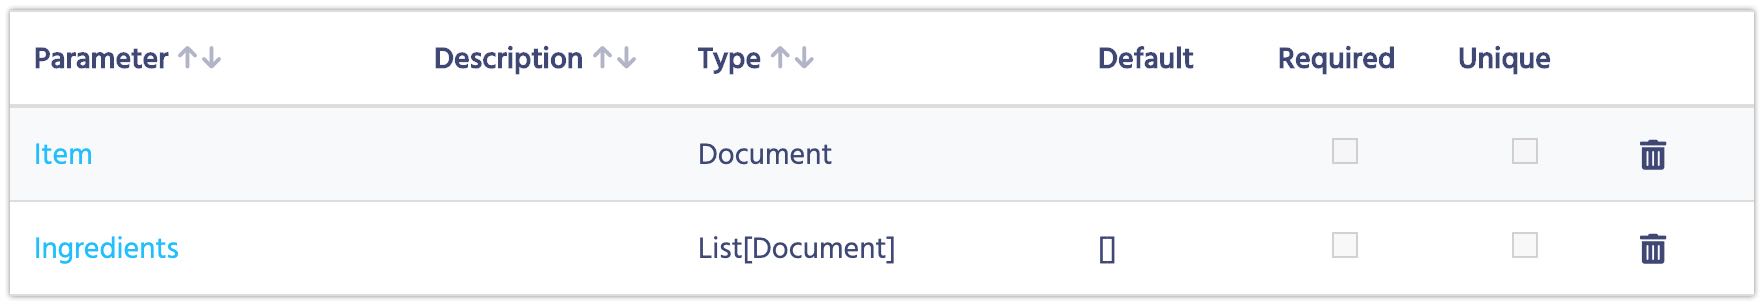 Parameter Description Type Default Required Unique
Item Document
Ingredients List[Document] []